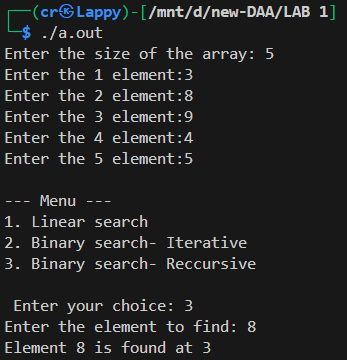 ┌──(cr㉿Lappy)-[/mnt/d/new-DAA/LAB 1]
└─$ ./a.out
Enter the size of the array: 5
Enter the 1 element:3
Enter the 2 element:8
Enter the 3 element:9
Enter the 4 element:4
Enter the 5 element:5
--- Menu ---
1. Linear search
2. Binary search- Iterative
3. Binary search- Reccursive
Enter your choice: 3
Enter the element to find: 8
Element 8 is found at 3